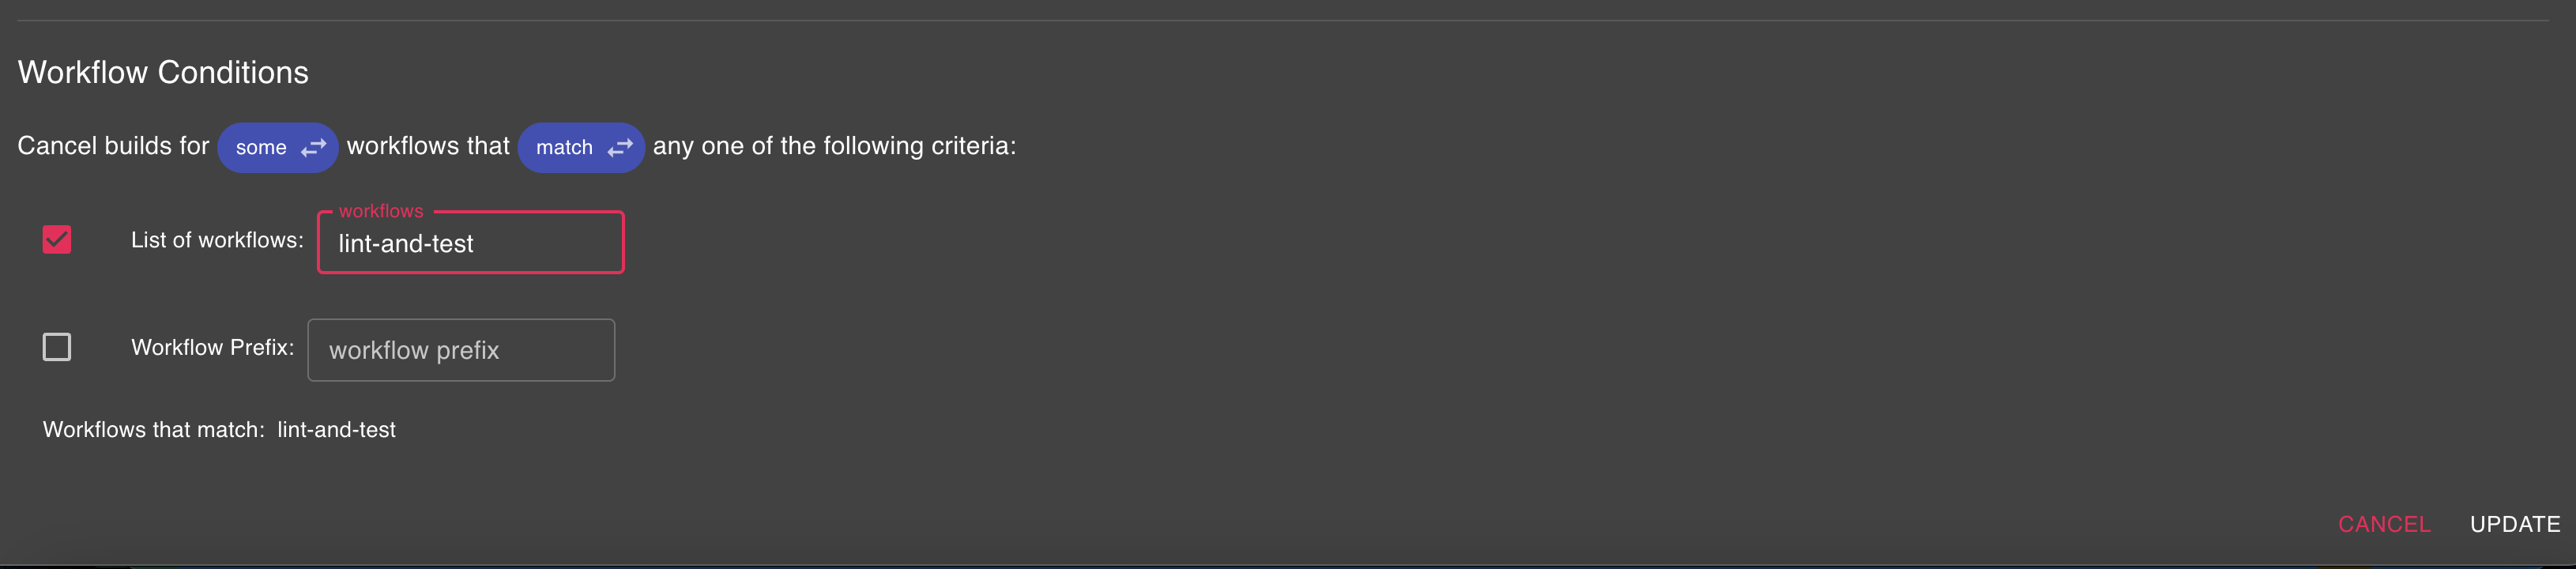 Workflow Conditions
Cancel builds for some workflows that match any one of the following criteria:
workflows
List of workflows: lint-and-test
Workflow Prefix: workflow prefix
Workflows that match: lint-and-test
CANCEL UPDATE